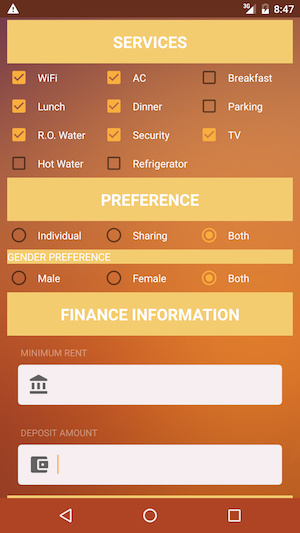 3G 8:47
SERVICES
WiFi AC Breakfast
Lunch Dinner Parking
R.O. Water Security TV
Hot Water Refrigerator
PREFERENCE
Individual Sharing Both
GENDER PREFERENCE
Male Female Both
FINANCE INFORMATION
MINIMUM RENT
DEPOSIT AMOUNT